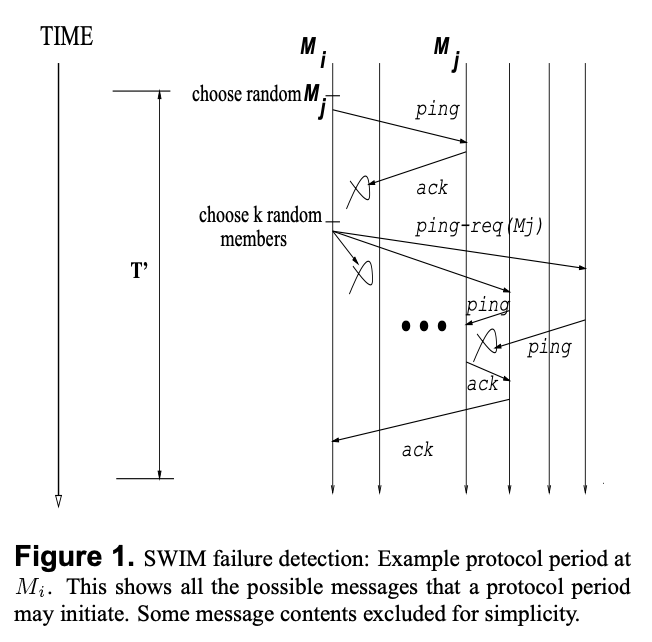 TIME
M i
M j
choose random M j
ping
ack
choose k random
members
ping-req(Mj)
T’
ping
ping
ack
ack
Figure 1. SWIM failure detection: Example protocol period at
Mi. This shows all the possible messages that a protocol period
may initiate. Some message contents excluded for simplicity.